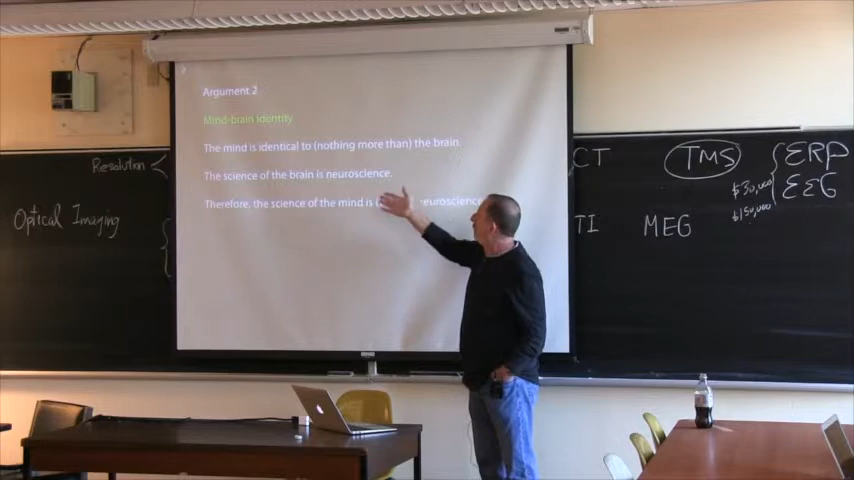 Argument 2
Mind-brain identity
The mind is identical to (nothing more than) the brain.
The science of the brain is neuroscience.
Therefore, the science of the mind is neuroscience
Resolution
Optical Imaging
CT
TMS
ERP
EEG
$30,000
$150,000
TI
MEG